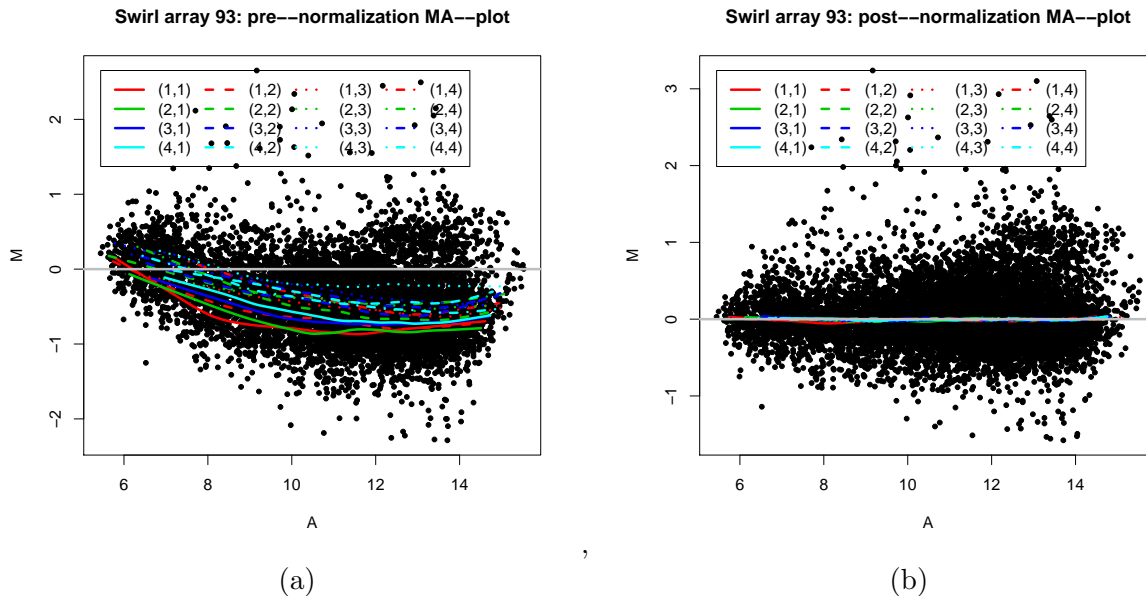 Swirl array 93: pre−−normalization MA−−plot
(1,1) (1,2) (1,3) (1,4)
(2,1) (2,2) (2,3) (2,4)
(3,1) (3,2) (3,3) (3,4)
(4,1) (4,2) (4,3) (4,4)
2
1
0
−1
−2
M
6 8 10 12 14
A
(a)
,
Swirl array 93: post−−normalization MA−−plot
(1,1) (1,2) (1,3) (1,4)
(2,1) (2,2) (2,3) (2,4)
(3,1) (3,2) (3,3) (3,4)
(4,1) (4,2) (4,3) (4,4)
3
2
1
0
−1
M
6 8 10 12 14
A
(b)